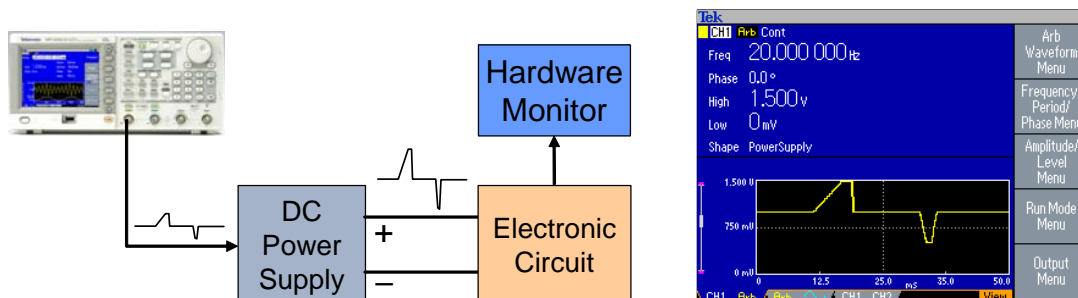 Hardware
Monitor
DC
Power
Supply
+
−
Electronic
Circuit
Tek
CH1 Arb Cont
Freq 20.000 000 Hz
Phase 0.0 °
High 1.500 V
Low 0 mV
Shape PowerSupply
1.500 V
750 mV
0 mV
0 12.5 25.0 ms 35.0 50.0
CH1 Arb Arb CH1 CH2 View
Arb
Waveform
Menu
Frequency/
Period/
Phase Menu
Amplitude/
Level
Menu
Run Mode
Menu
Output
Menu